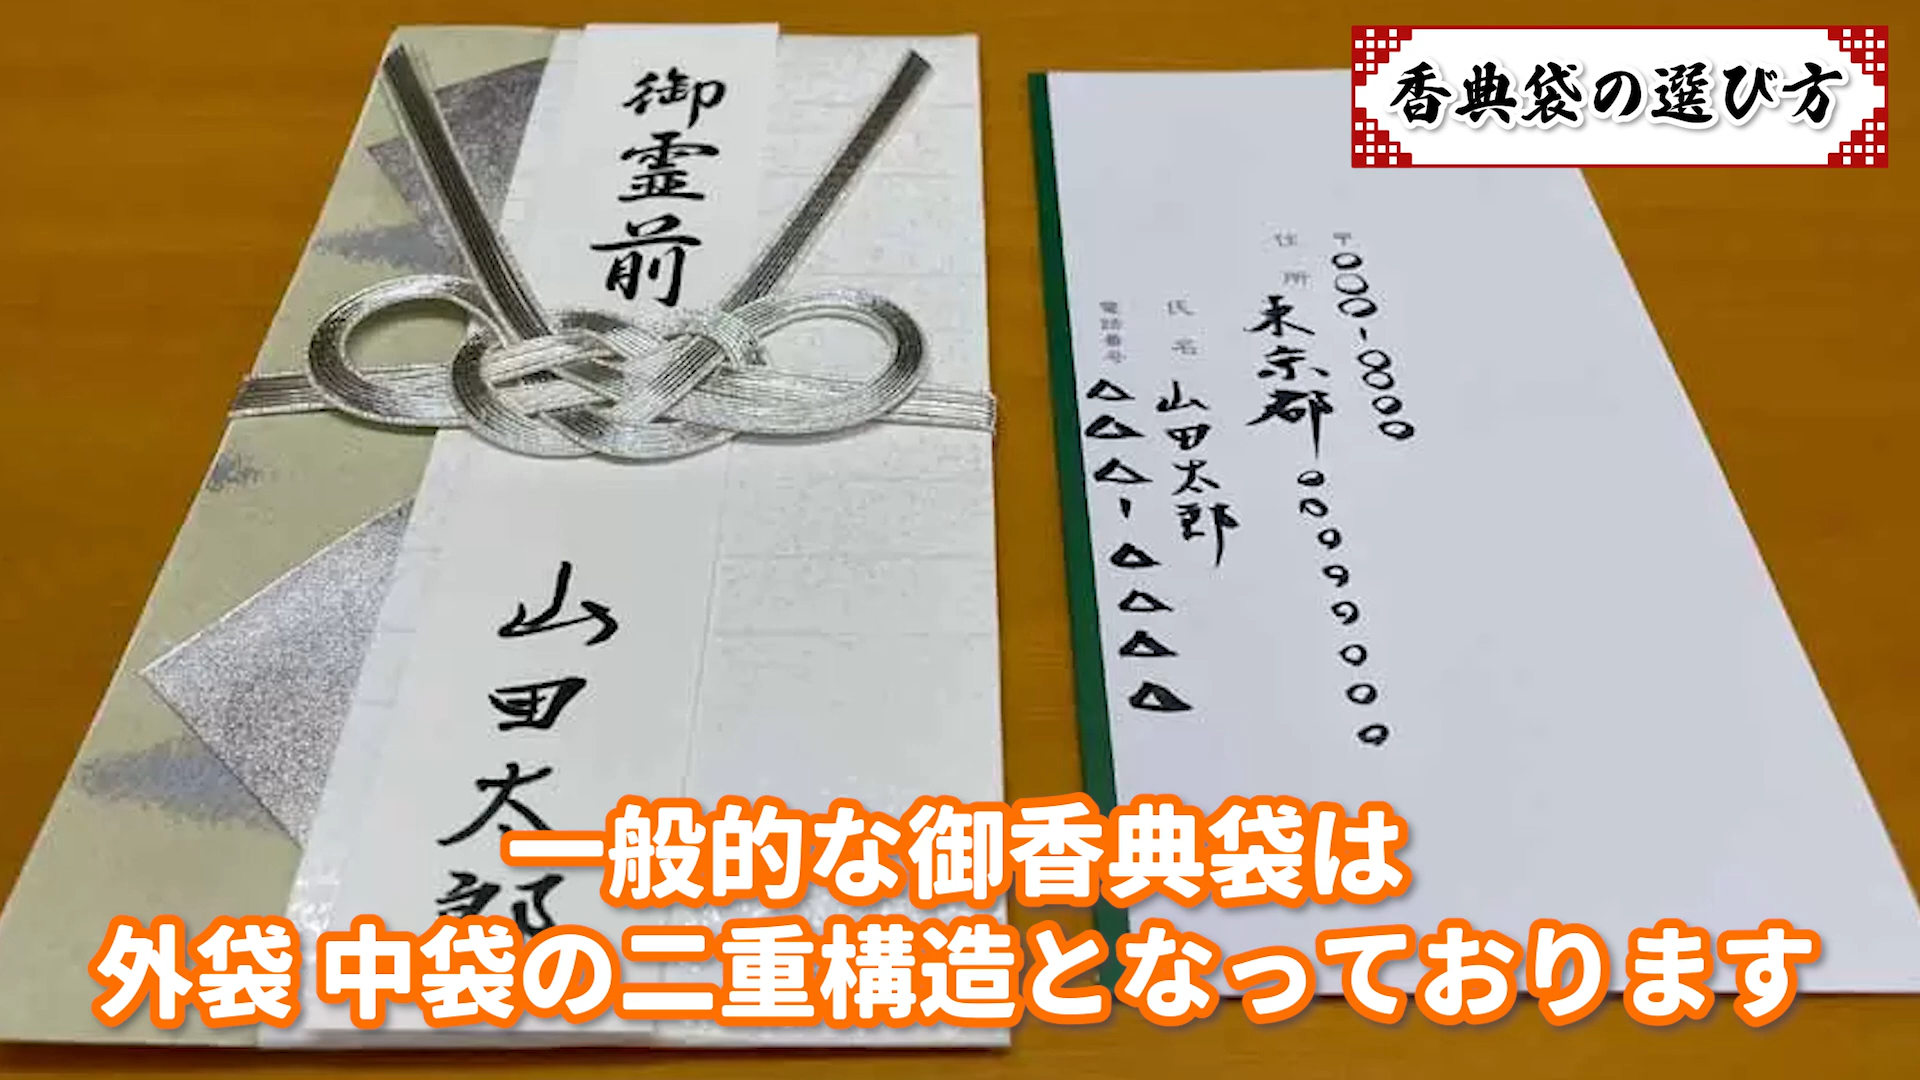 香典袋の選び方
御霊前
山田太郎
〒000-0000
住所
東京都○○○○○○○○
氏名
山田太郎
電話番号
△△△-△△△△
一般的な御香典袋は
外袋 中袋の二重構造となっております